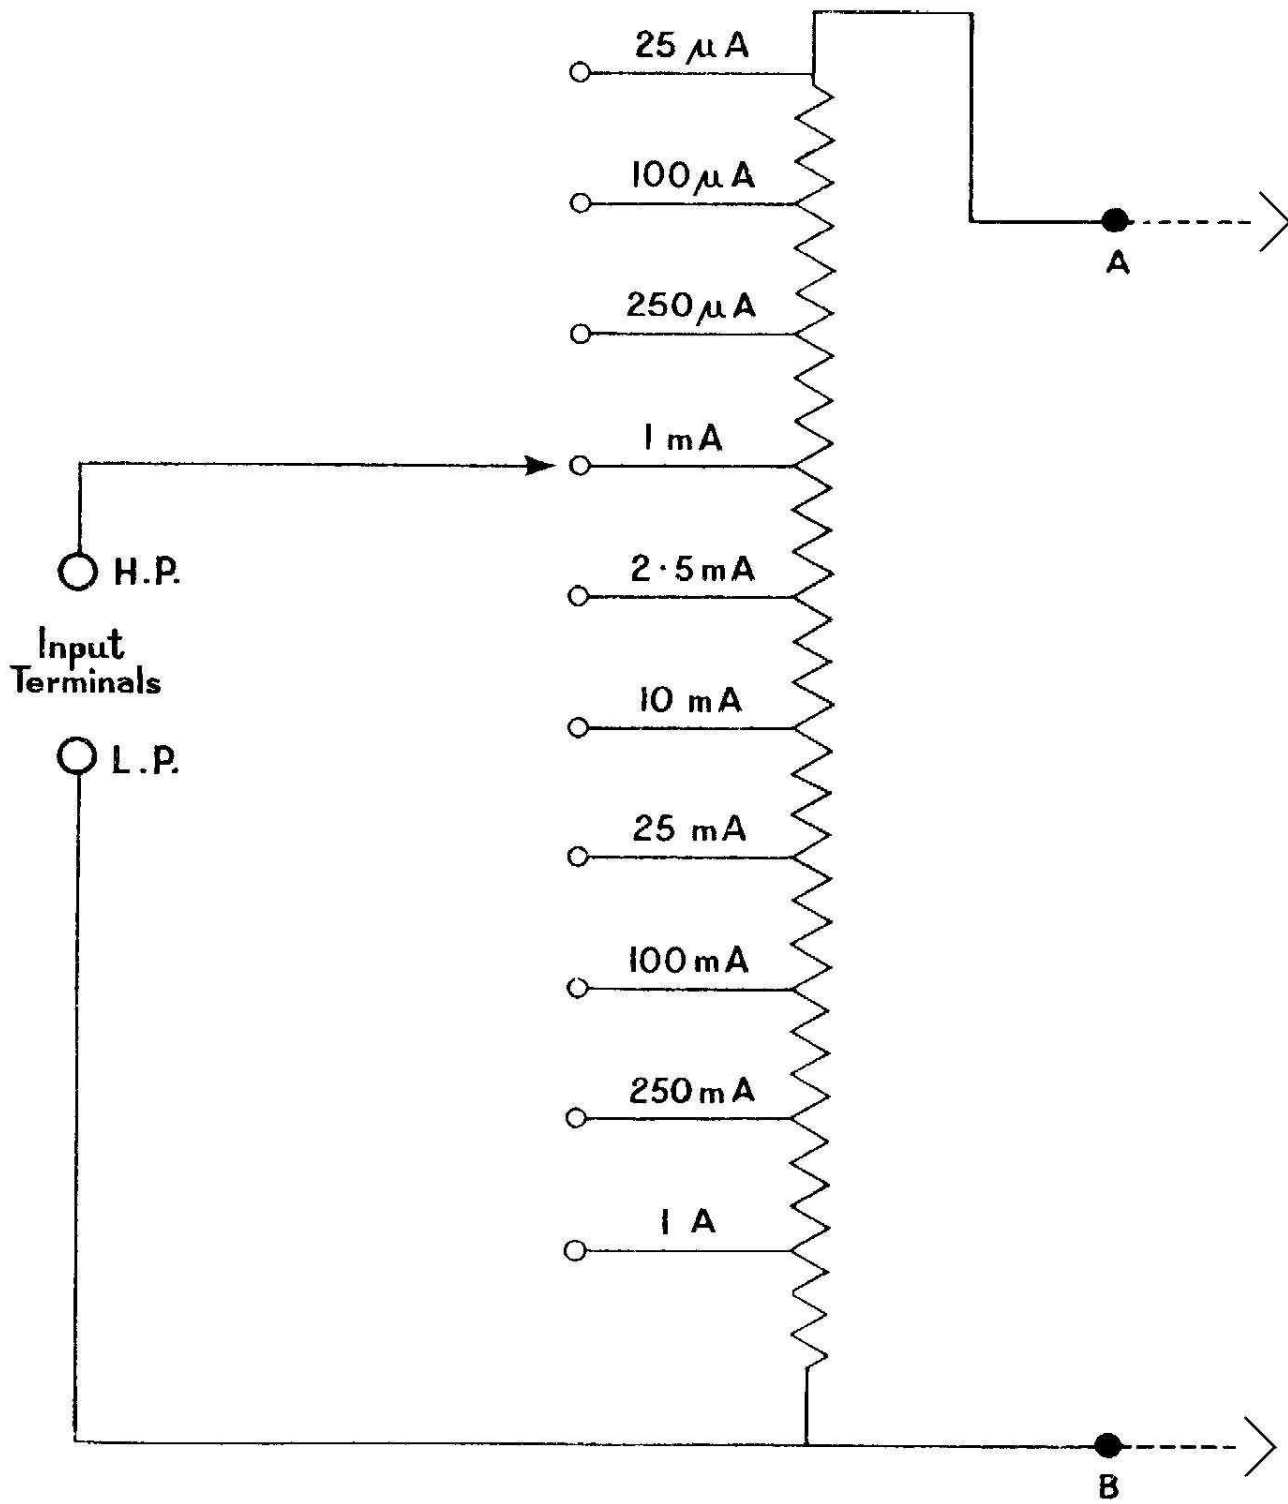 25 μA
100 μA
A
250 μA
1 mA
H.P.
2·5 mA
Input
Terminals
10 mA
L.P.
25 mA
100 mA
250 mA
1 A
B